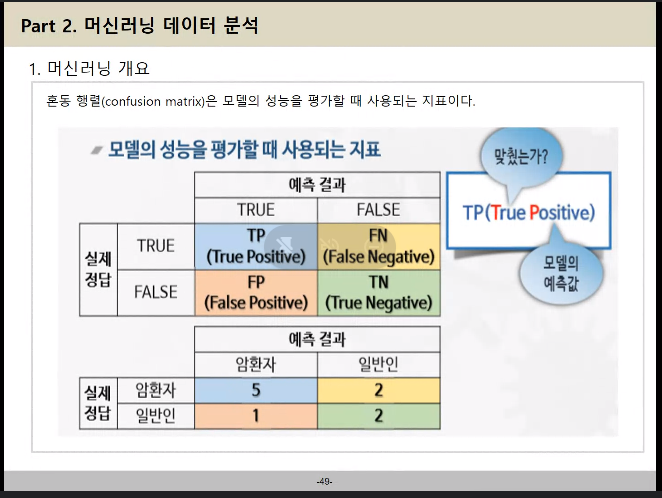 Part 2. 머신러닝 데이터 분석
1. 머신러닝 개요
혼동 행렬(confusion matrix)은 모델의 성능을 평가할 때 사용되는 지표이다.
모델의 성능을 평가할 때 사용되는 지표
맞췄는가?
TP(True Positive)
모델의
예측값
예측 결과
TRUE FALSE
실제
정답
TRUE
TP
(True Positive)
FN
(False Negative)
FALSE
FP
(False Positive)
TN
(True Negative)
예측 결과
암환자 일반인
실제
정답
암환자 5 2
일반인 1 2
-49-